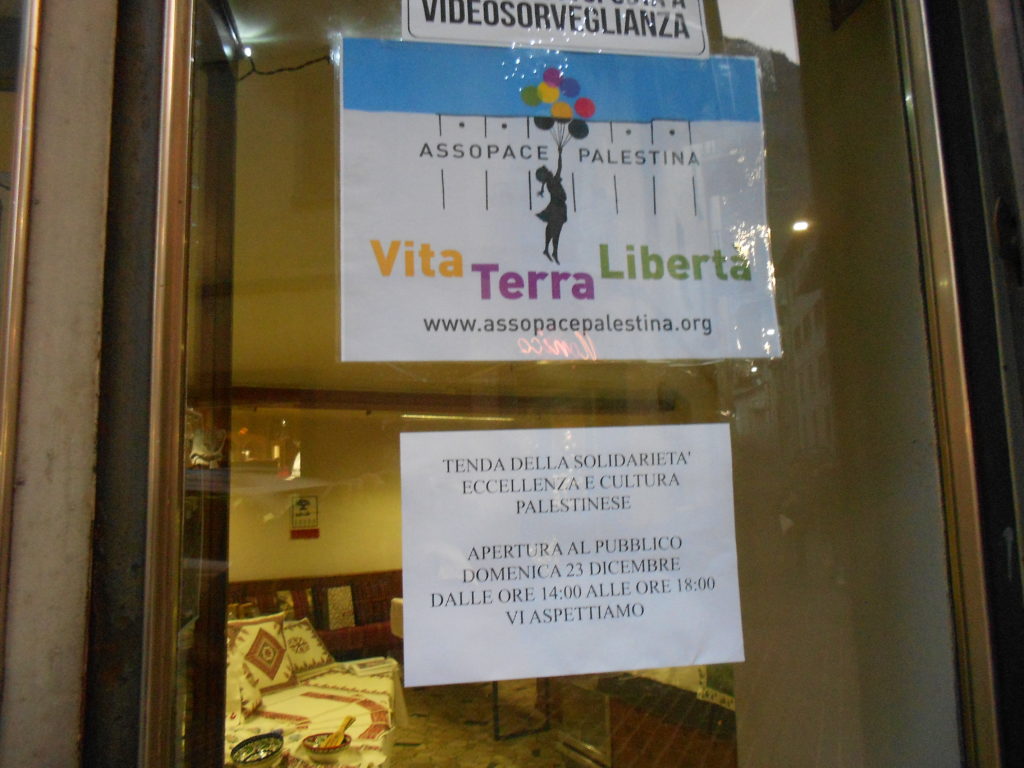 VIDEOSORVEGLIANZA
ASSOPACE PALESTINA
Vita Terra Libertà
www.assopacepalestina.org
TENDA DELLA SOLIDARIETA'
ECCELLENZA E CULTURA
PALESTINESE
APERTURA AL PUBBLICO
DOMENICA 23 DICEMBRE
DALLE ORE 14:00 ALLE ORE 18:00
VI ASPETTIAMO